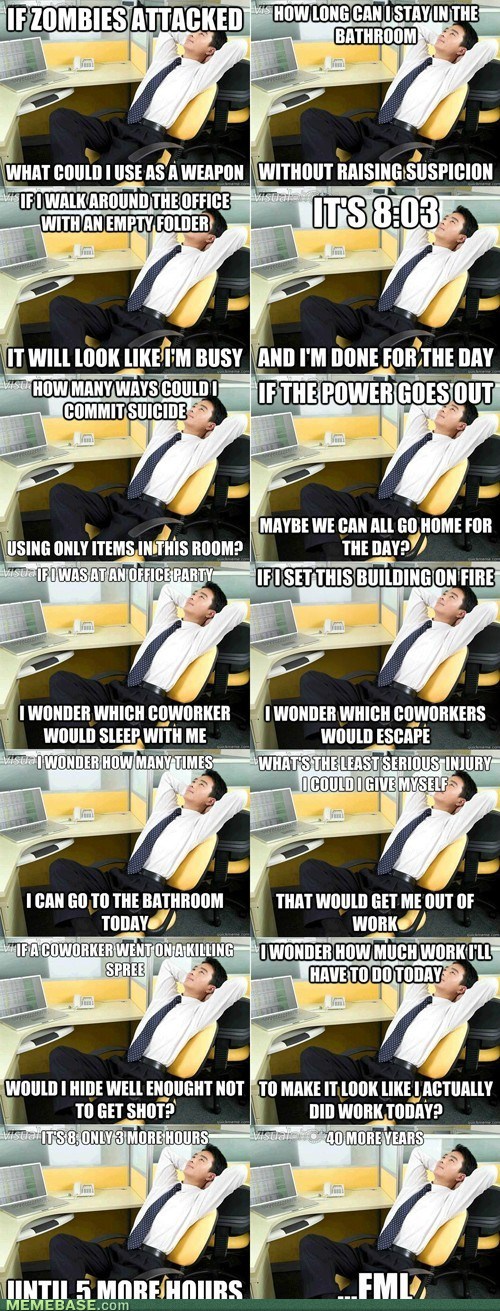 IF ZOMBIES ATTACKED
WHAT COULD I USE AS A WEAPON
HOW LONG CAN I STAY IN THE
BATHROOM
WITHOUT RAISING SUSPICION
IF I WALK AROUND THE OFFICE
WITH AN EMPTY FOLDER
IT WILL LOOK LIKE I'M BUSY
IT'S 8:03
AND I'M DONE FOR THE DAY
HOW MANY WAYS COULD I
COMMIT SUICIDE
USING ONLY ITEMS IN THIS ROOM?
IF THE POWER GOES OUT
MAYBE WE CAN ALL GO HOME FOR
THE DAY?
IF I WAS AT AN OFFICE PARTY
I WONDER WHICH COWORKER
WOULD SLEEP WITH ME
IF I SET THIS BUILDING ON FIRE
I WONDER WHICH COWORKERS
WOULD ESCAPE
I WONDER HOW MANY TIMES
I CAN GO TO THE BATHROOM
TODAY
WHAT'S THE LEAST SERIOUS INJURY
I COULD I GIVE MYSELF
THAT WOULD GET ME OUT OF
WORK
IF A COWORKER WENT ON A KILLING
SPREE
WOULD I HIDE WELL ENOUGHT NOT
TO GET SHOT?
I WONDER HOW MUCH WORK I'LL
HAVE TO DO TODAY
TO MAKE IT LOOK LIKE I ACTUALLY
DID WORK TODAY?
IT'S 8, ONLY 3 MORE HOURS
UNTIL 5 MORE HOURS
40 MORE YEARS
...FML
MEMEBASE.com